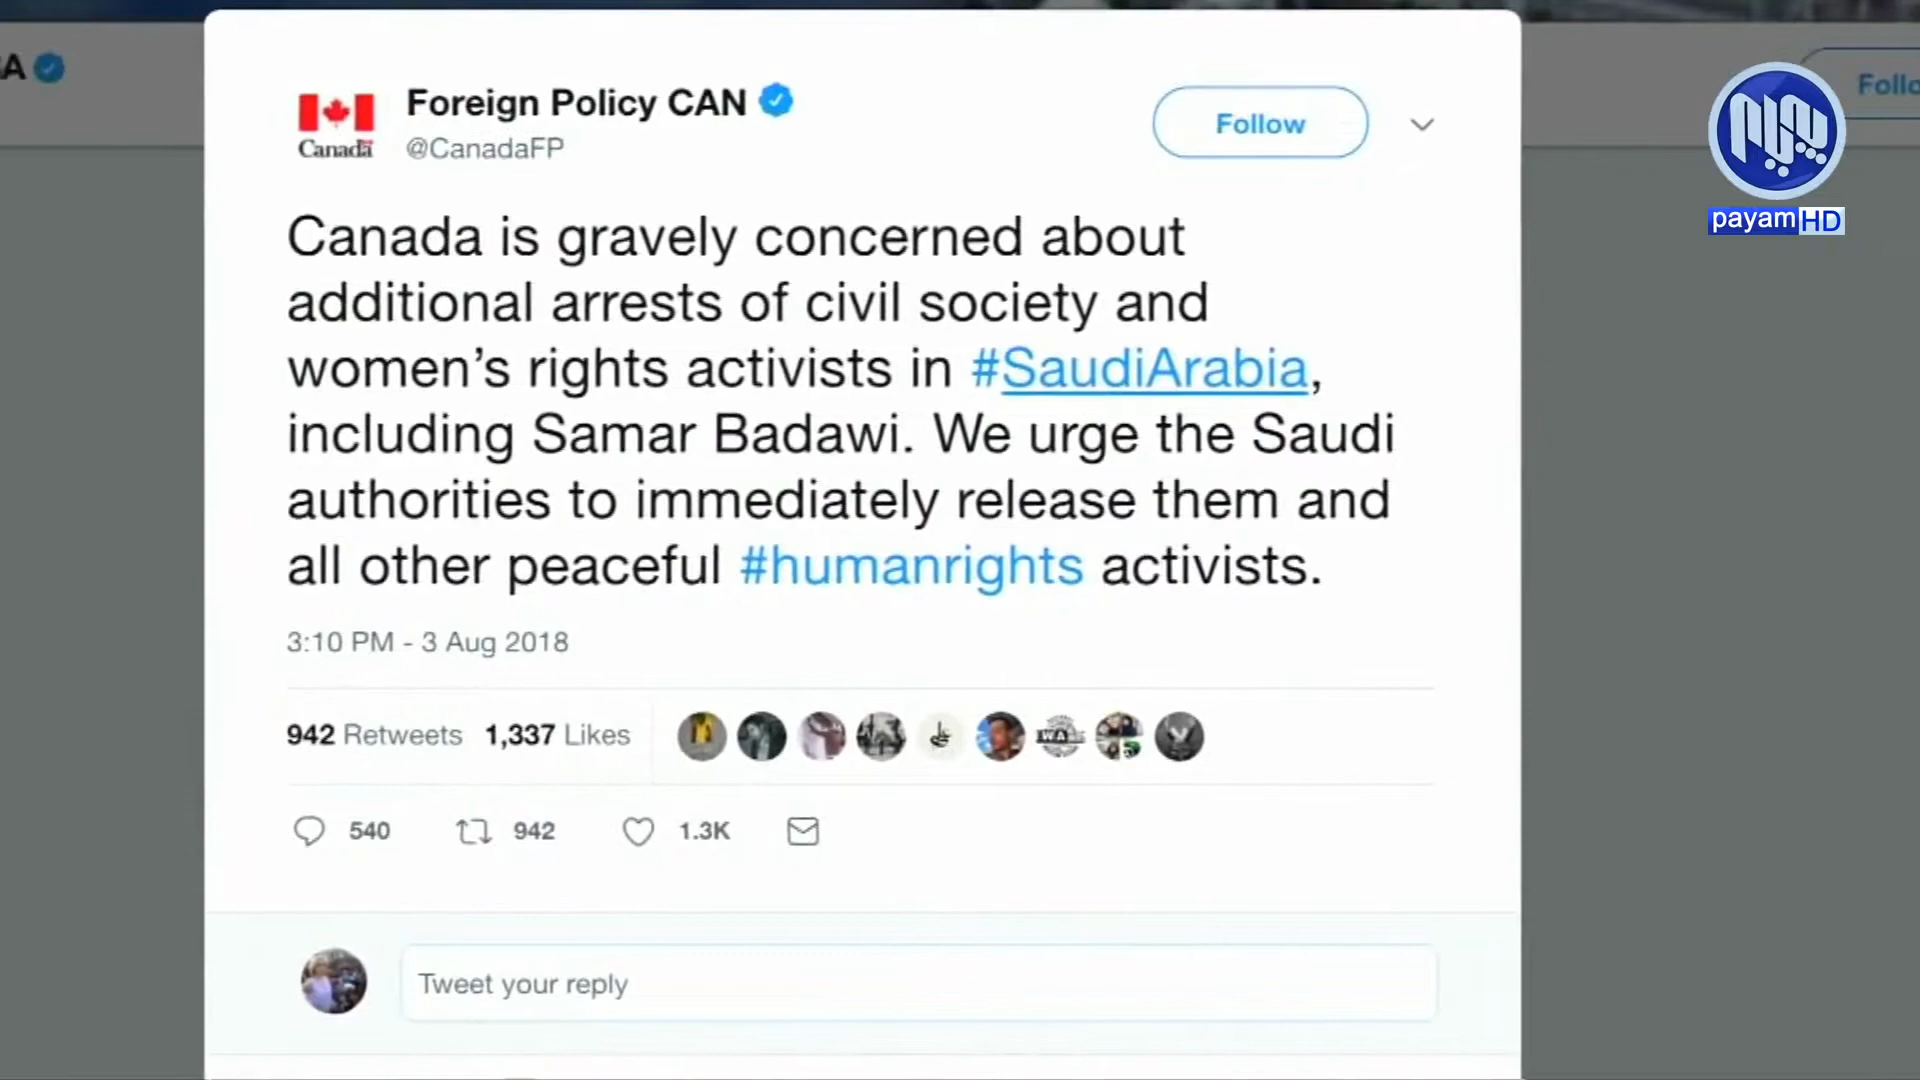 A
Foreign Policy CAN
@CanadaFP
Canada
Follow
Follo
پیام
payamHD
Canada is gravely concerned about
additional arrests of civil society and
women’s rights activists in #SaudiArabia,
including Samar Badawi. We urge the Saudi
authorities to immediately release them and
all other peaceful #humanrights activists.
3:10 PM - 3 Aug 2018
942 Retweets 1,337 Likes
WA
540 942 1.3K
Tweet your reply